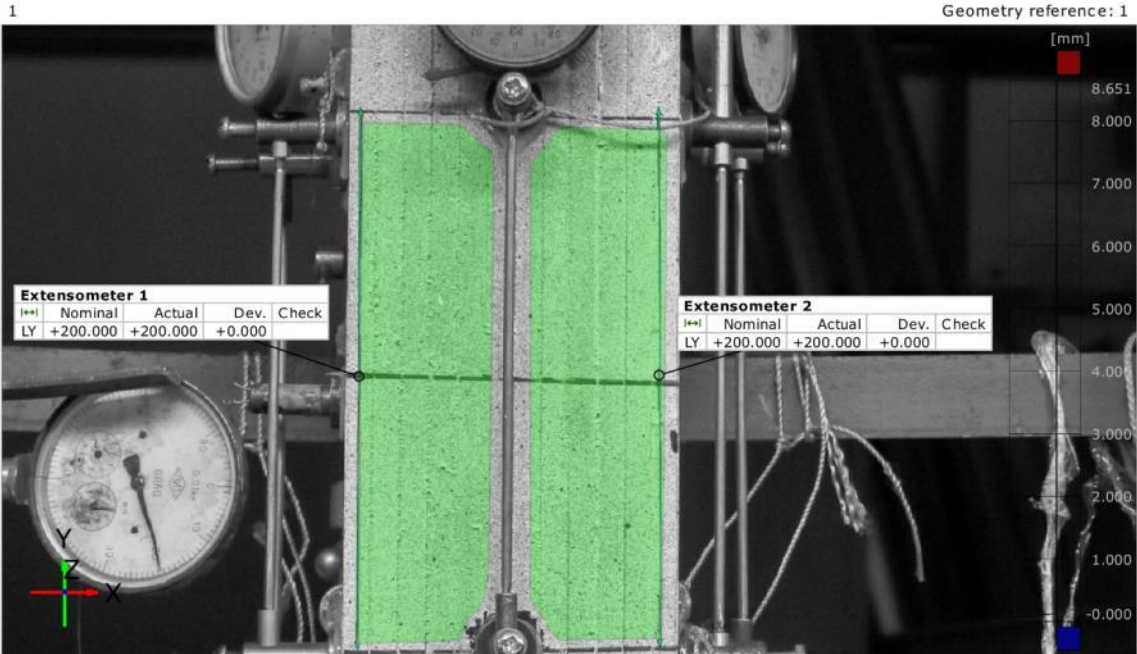 1
Geometry reference: 1
[mm]
8.651
8.000
7.000
6.000
5.000
4.000
3.000
2.000
1.000
-0.000
Extensometer 1
Nominal Actual Dev. Check
LY +200.000 +200.000 +0.000
Extensometer 2
Nominal Actual Dev. Check
LY +200.000 +200.000 +0.000
Y
Z
X